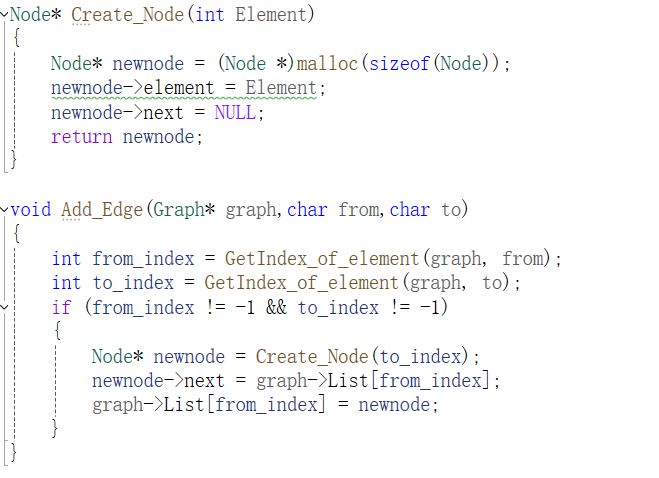 Node* Create_Node(int Element)
{
    Node* newnode = (Node *)malloc(sizeof(Node));
    newnode->element = Element;
    newnode->next = NULL;
    return newnode;
}

void Add_Edge(Graph* graph,char from,char to)
{
    int from_index = GetIndex_of_element(graph, from);
    int to_index = GetIndex_of_element(graph, to);
    if (from_index != -1 && to_index != -1)
    {
        Node* newnode = Create_Node(to_index);
        newnode->next = graph->List[from_index];
        graph->List[from_index] = newnode;
    }
}